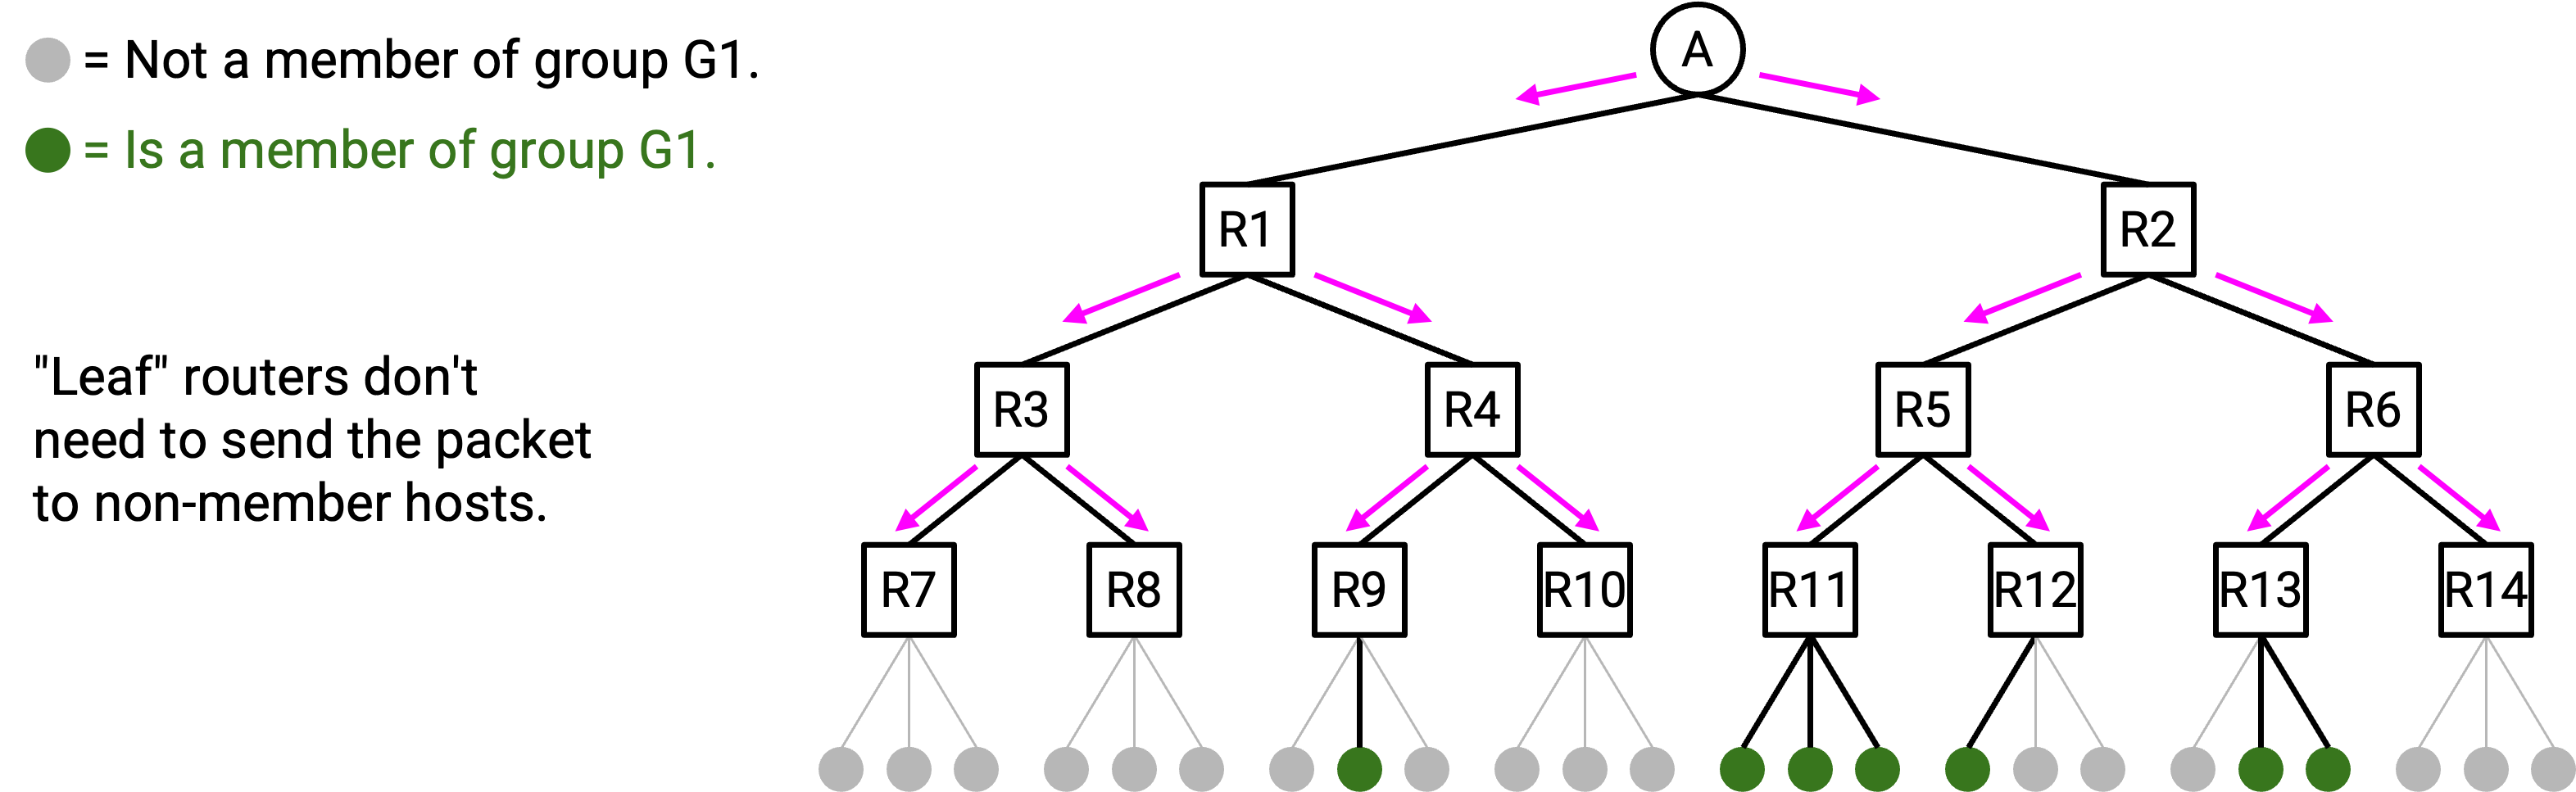 = Not a member of group G1.
= Is a member of group G1.
"Leaf" routers don't
need to send the packet
to non-member hosts.
A
R1
R2
R3
R4
R5
R6
R7
R8
R9
R10
R11
R12
R13
R14